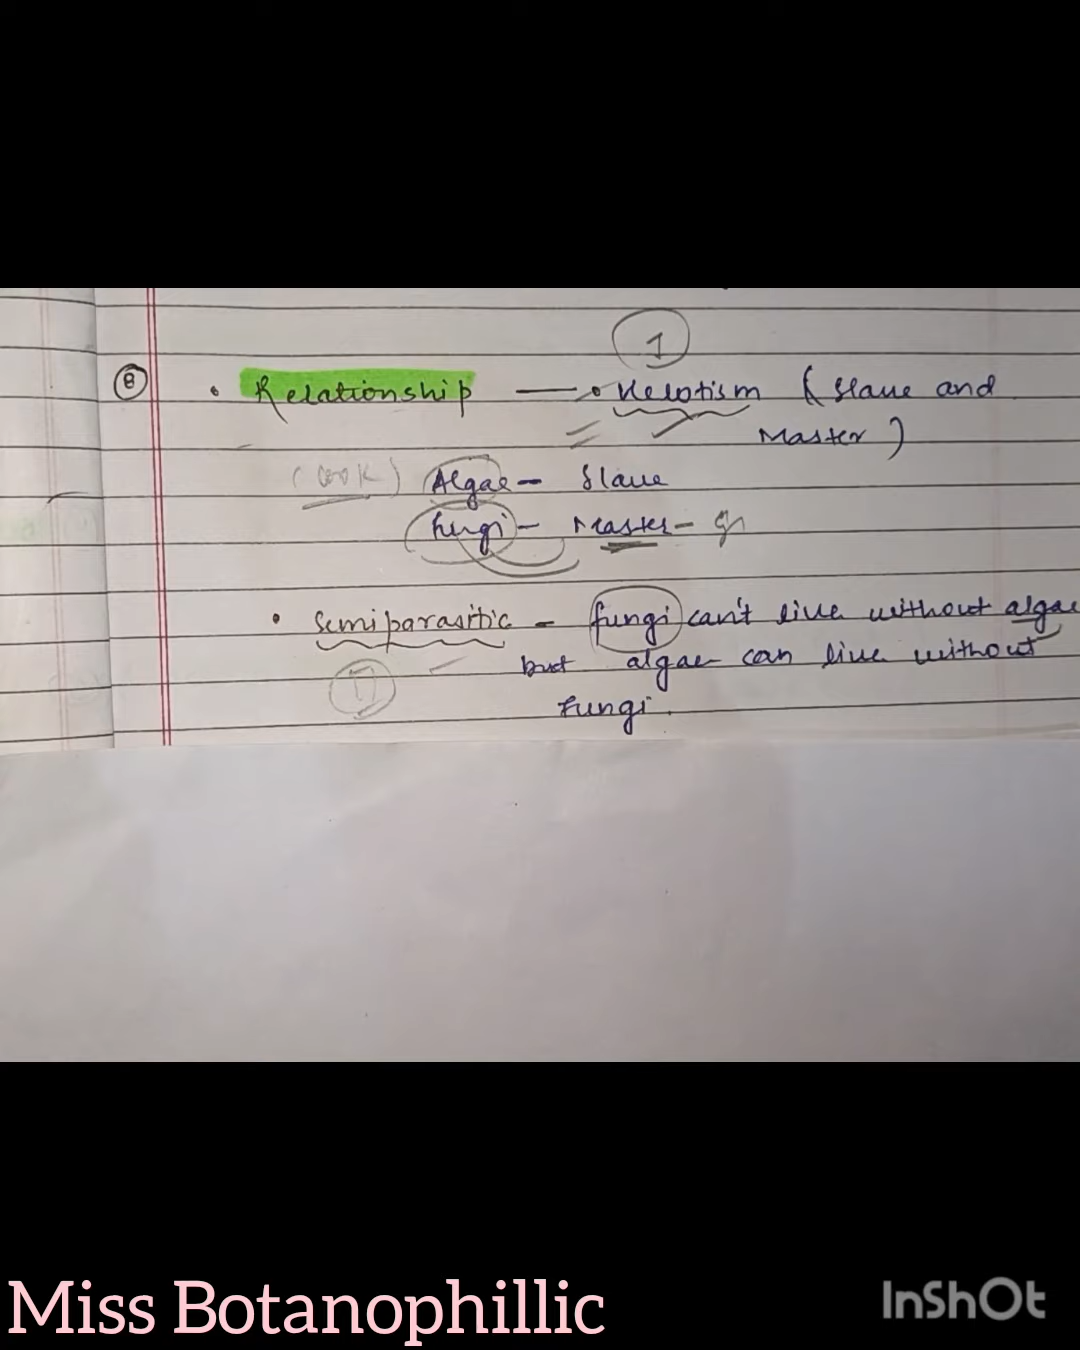 1
8 • Relationship — • Helotism (Slave and
Master)
(cook) Algae - Slave
Fungi - Master -
• Semiparasitic - fungi can't live without algae
but algae can live without
Fungi.
Miss Botanophillic
InShOt